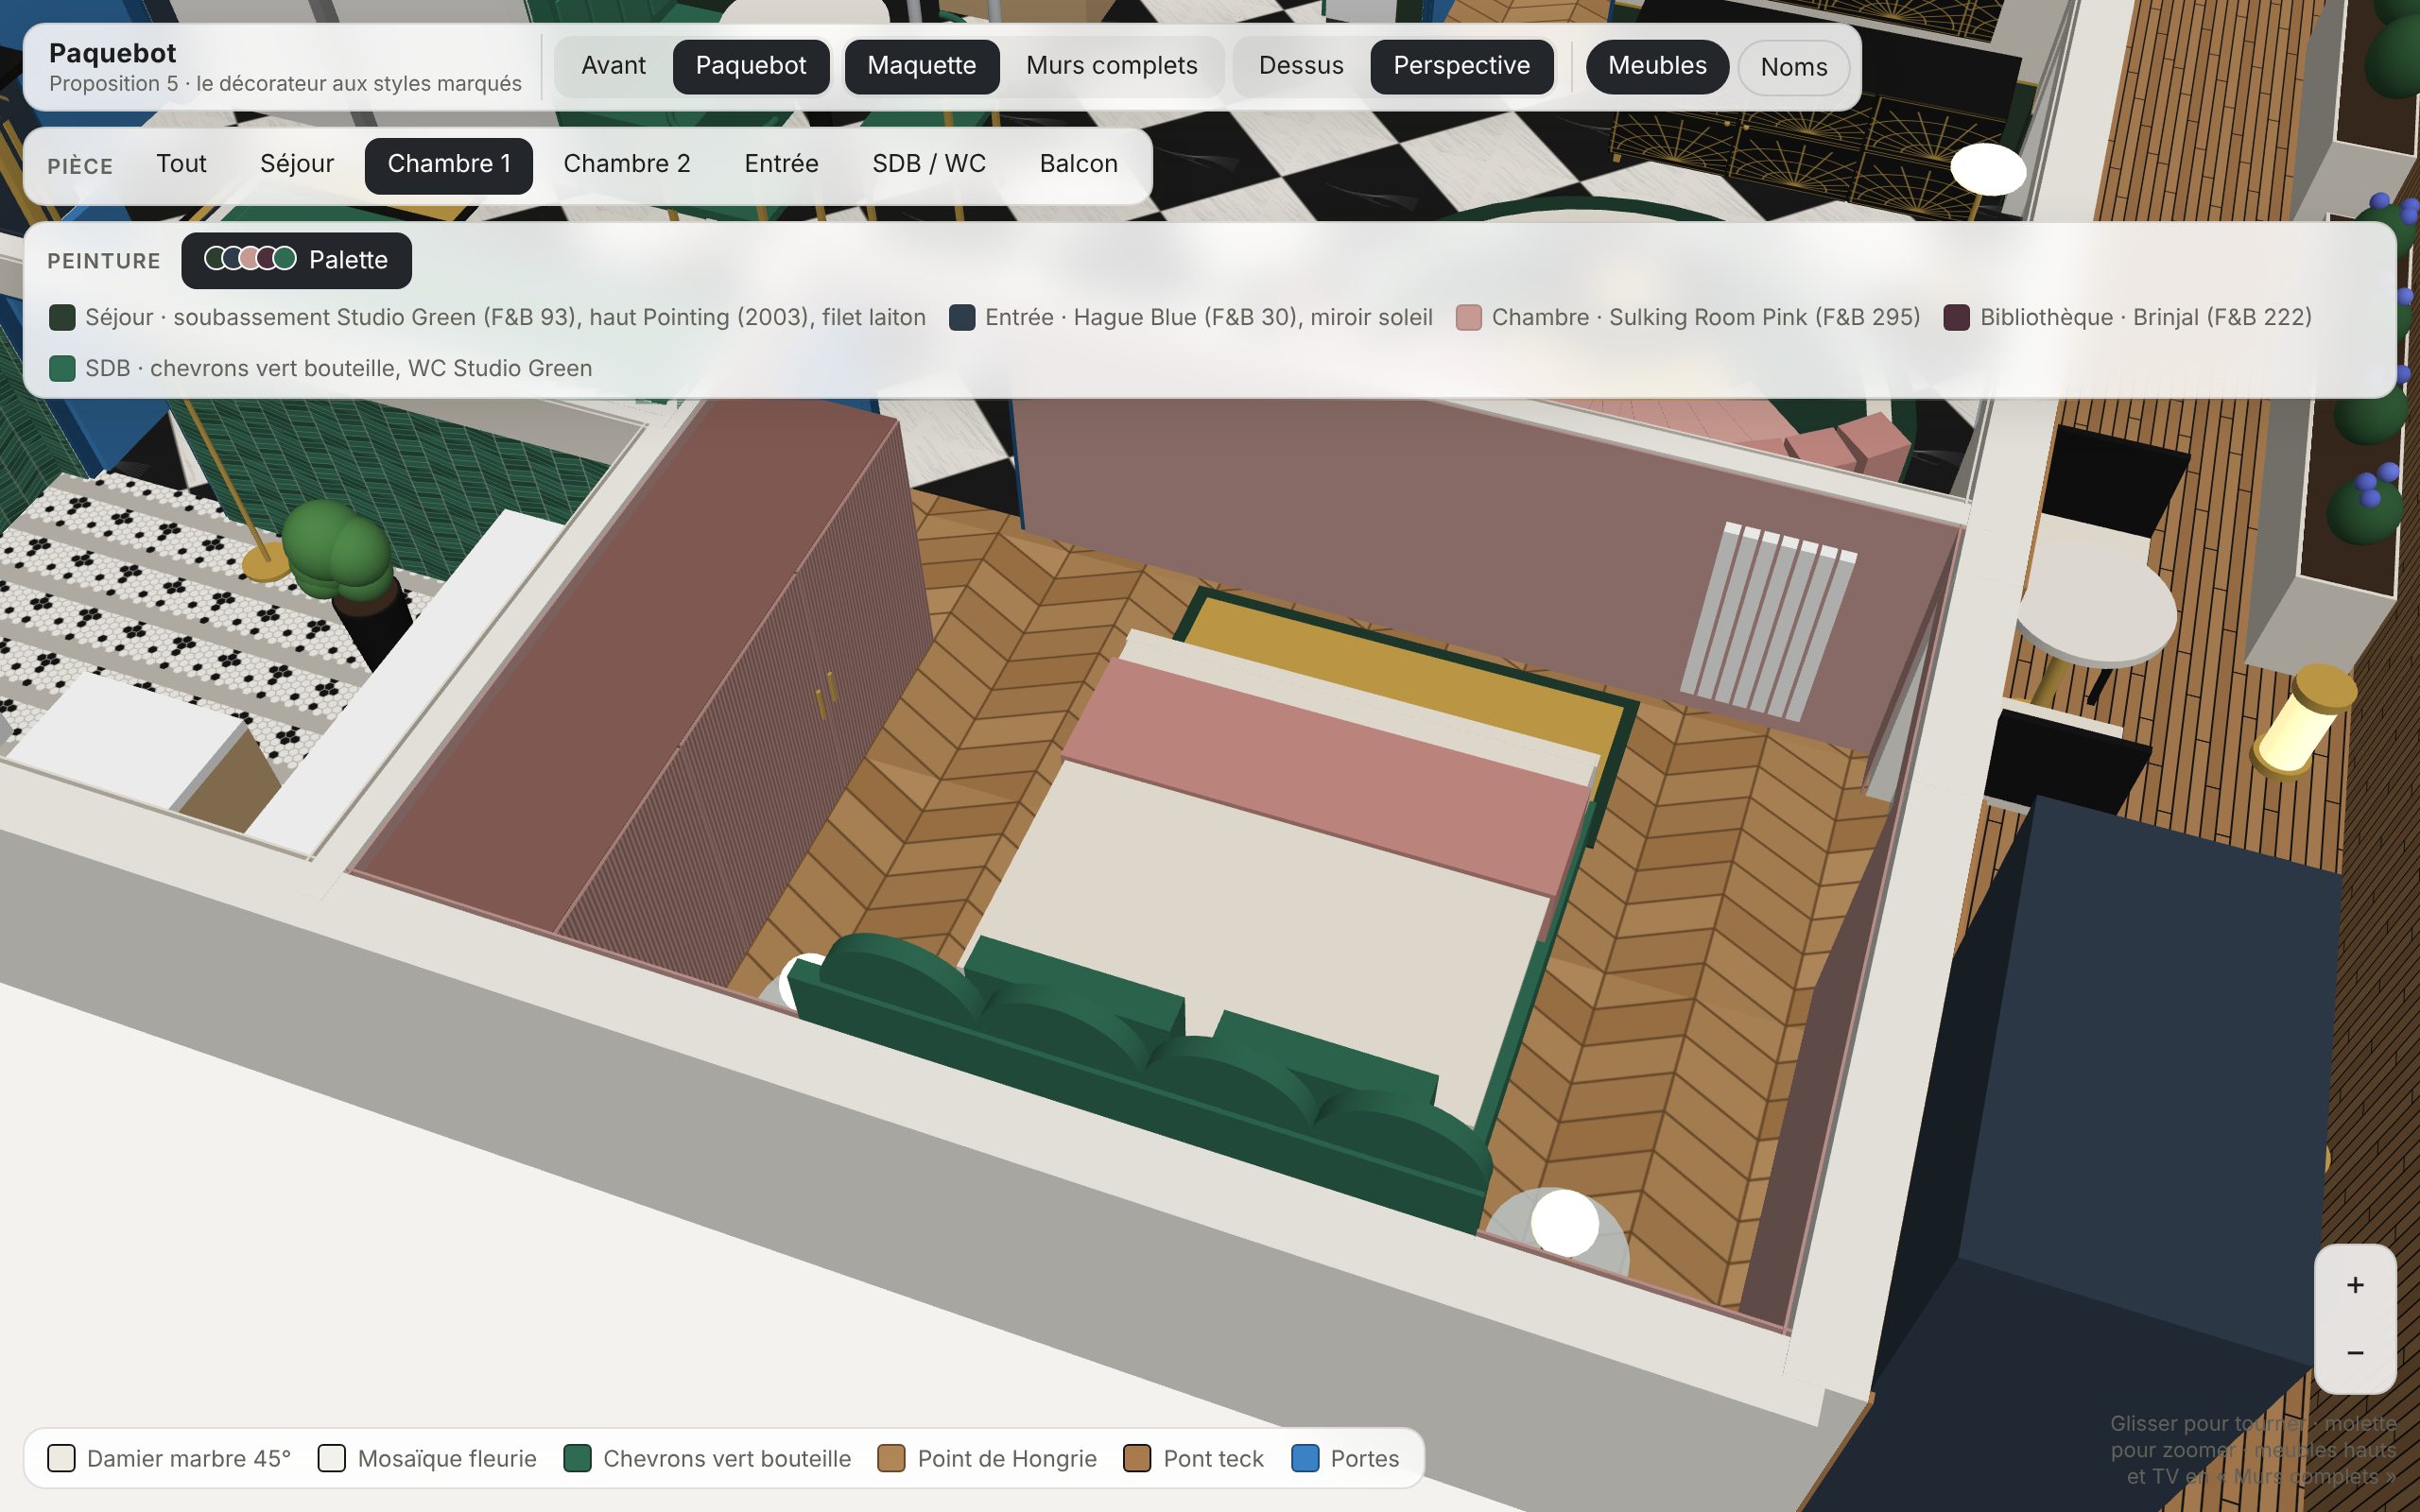 Paquebot
Proposition 5 · le décorateur aux styles marqués
Avant Paquebot Maquette Murs complets Dessus Perspective Meubles Noms
PIÈCE Tout Séjour Chambre 1 Chambre 2 Entrée SDB / WC Balcon
PEINTURE Palette
Séjour · soubassement Studio Green (F&B 93), haut Pointing (2003), filet laiton Entrée · Hague Blue (F&B 30), miroir soleil Chambre · Sulking Room Pink (F&B 295) Bibliothèque · Brinjal (F&B 222)
SDB · chevrons vert bouteille, WC Studio Green
+
−
Glisser pour tourner · molette
pour zoomer · meubles hauts
et TV en « Murs complets »
Damier marbre 45° Mosaïque fleurie Chevrons vert bouteille Point de Hongrie Pont teck Portes